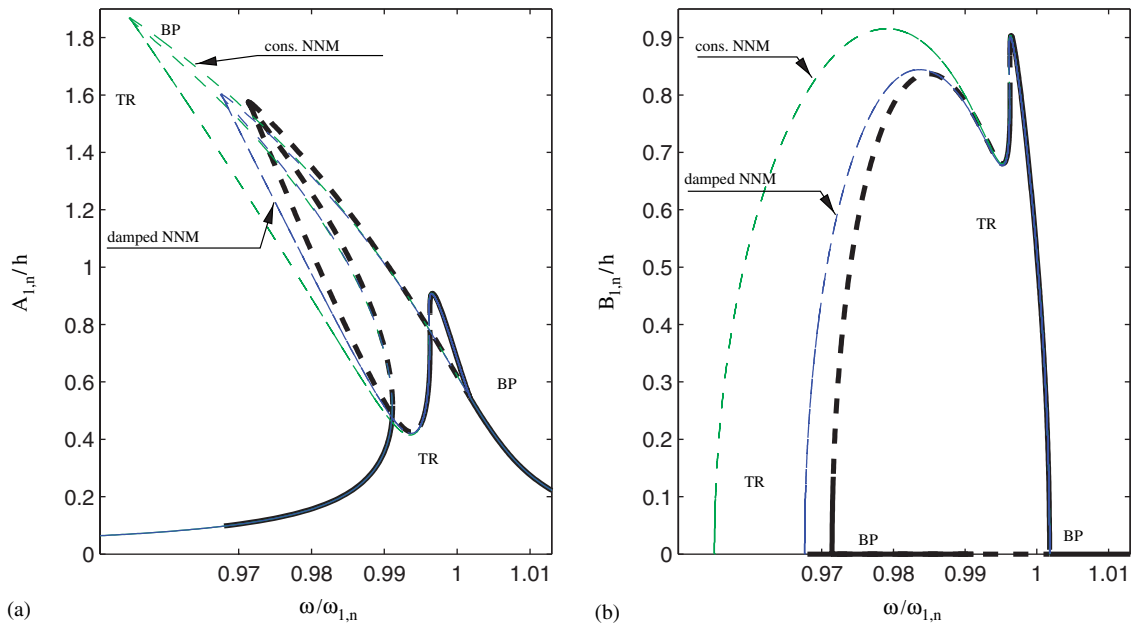 1.8
1.6
1.4
1.2
1
0.8
0.6
0.4
0.2
0
A1,n/h
BP
cons. NNM
TR
damped NNM
BP
TR
0.97
0.98
0.99
1
1.01
ω/ω1,n
(a)
0.9
0.8
0.7
0.6
0.5
0.4
0.3
0.2
0.1
0
B1,n/h
cons. NNM
damped NNM
TR
TR
BP
BP
0.97
0.98
0.99
1
1.01
ω/ω1,n
(b)